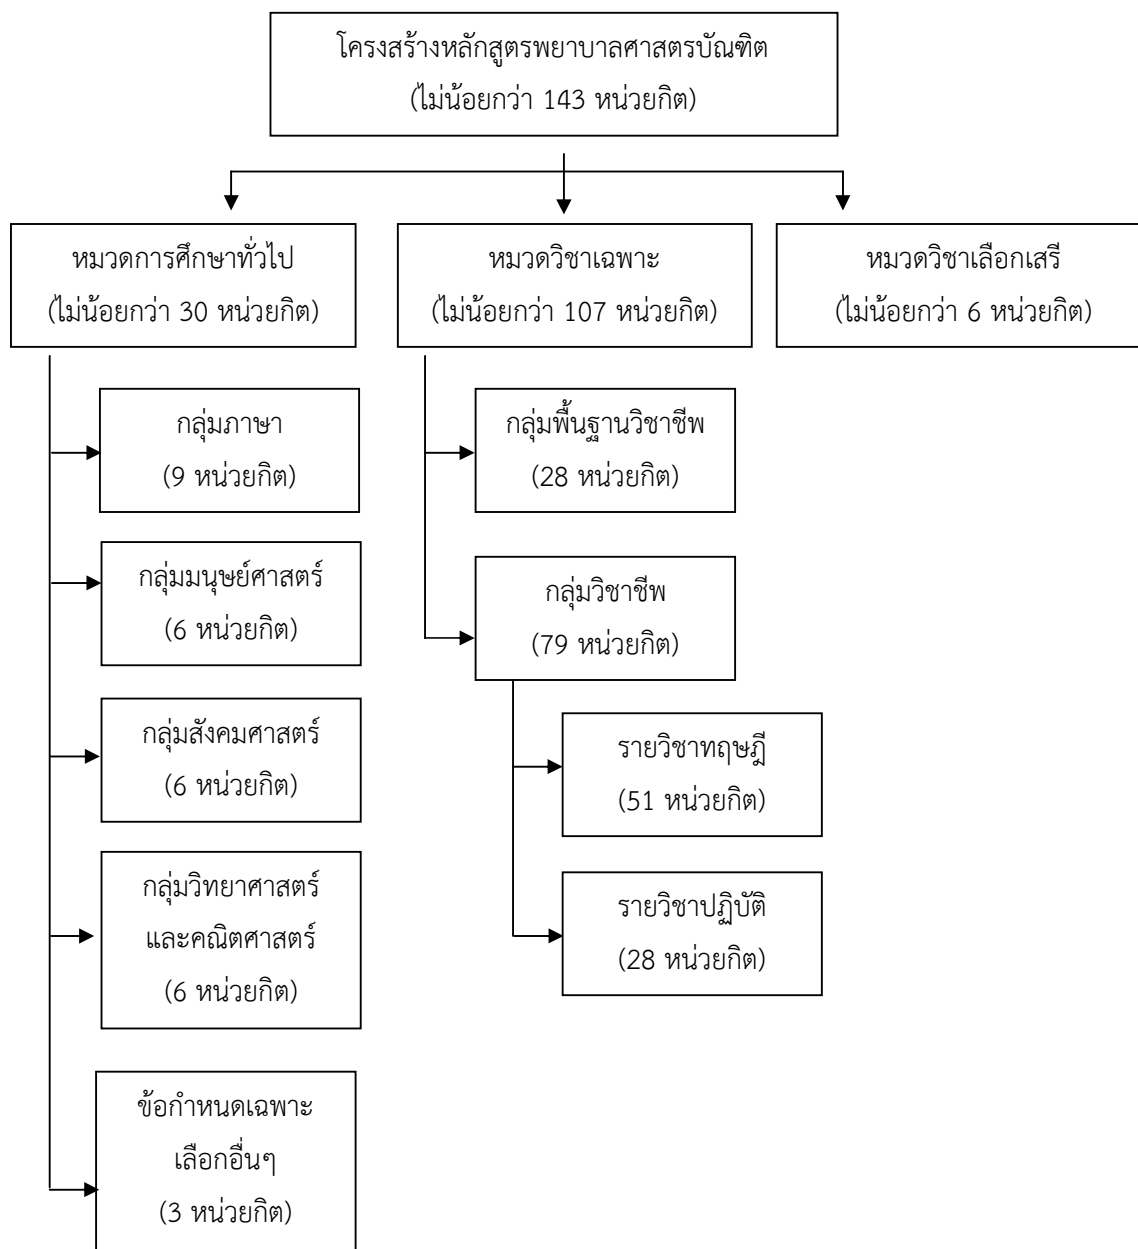 โครงสร้างหลักสูตรพยาบาลศาสตรบัณฑิต
(ไม่น้อยกว่า 143 หน่วยกิต)
หมวดการศึกษาทั่วไป
(ไม่น้อยกว่า 30 หน่วยกิต)
หมวดวิชาเฉพาะ
(ไม่น้อยกว่า 107 หน่วยกิต)
หมวดวิชาเลือกเสรี
(ไม่น้อยกว่า 6 หน่วยกิต)
กลุ่มภาษา
(9 หน่วยกิต)
กลุ่มมนุษย์ศาสตร์
(6 หน่วยกิต)
กลุ่มสังคมศาสตร์
(6 หน่วยกิต)
กลุ่มวิทยาศาสตร์
และคณิตศาสตร์
(6 หน่วยกิต)
ข้อกำหนดเฉพาะ
เลือกอื่นๆ
(3 หน่วยกิต)
กลุ่มพื้นฐานวิชาชีพ
(28 หน่วยกิต)
กลุ่มวิชาชีพ
(79 หน่วยกิต)
รายวิชาทฤษฎี
(51 หน่วยกิต)
รายวิชาปฏิบัติ
(28 หน่วยกิต)